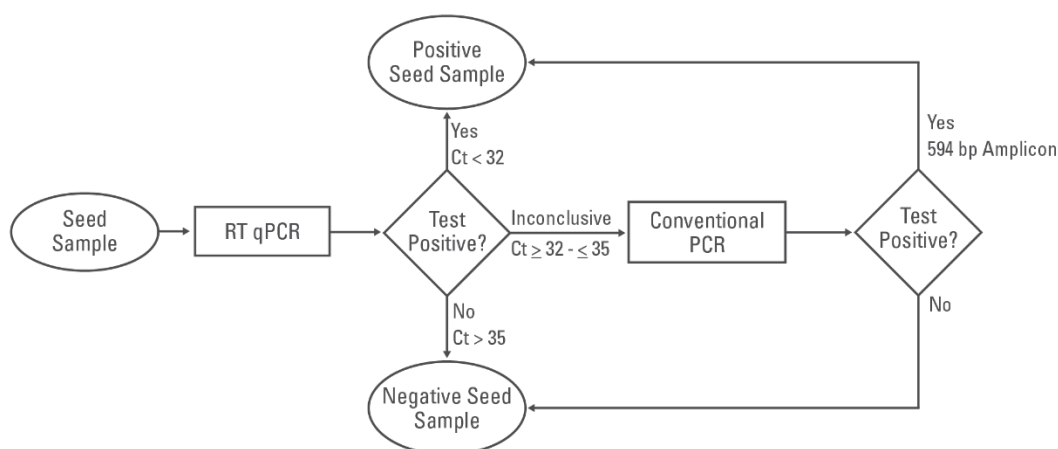 Positive
Seed Sample
Yes
Ct < 32
Yes
594 bp Amplicon
Seed
Sample
RT qPCR
Test
Positive?
Inconclusive
Ct ≥ 32 - ≤ 35
Conventional
PCR
Test
Positive?
No
Ct > 35
No
Negative Seed
Sample